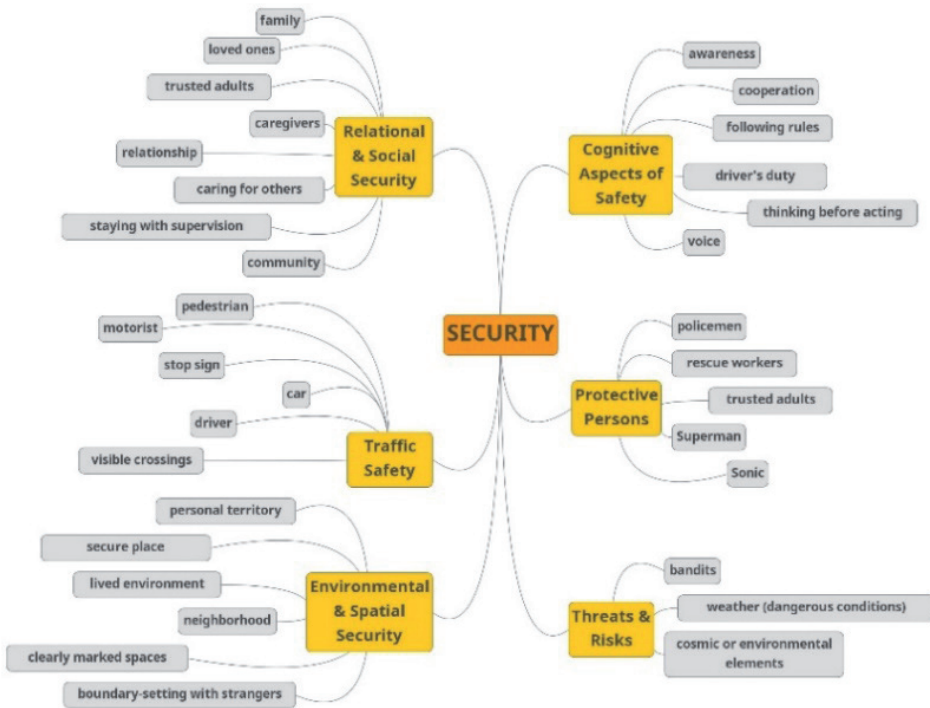 family
loved ones
trusted adults
caregivers
relationship
caring for others
staying with supervision
community
Relational
& Social
Security
pedestrian
motorist
stop sign
car
driver
visible crossings
Traffic
Safety
personal territory
secure place
lived environment
neighborhood
clearly marked spaces
boundary-setting with strangers
Environmental
& Spatial
Security
SECURITY
awareness
cooperation
following rules
driver's duty
thinking before acting
voice
Cognitive
Aspects of
Safety
policemen
rescue workers
trusted adults
Superman
Sonic
Protective
Persons
bandits
weather (dangerous conditions)
cosmic or environmental
elements
Threats &
Risks